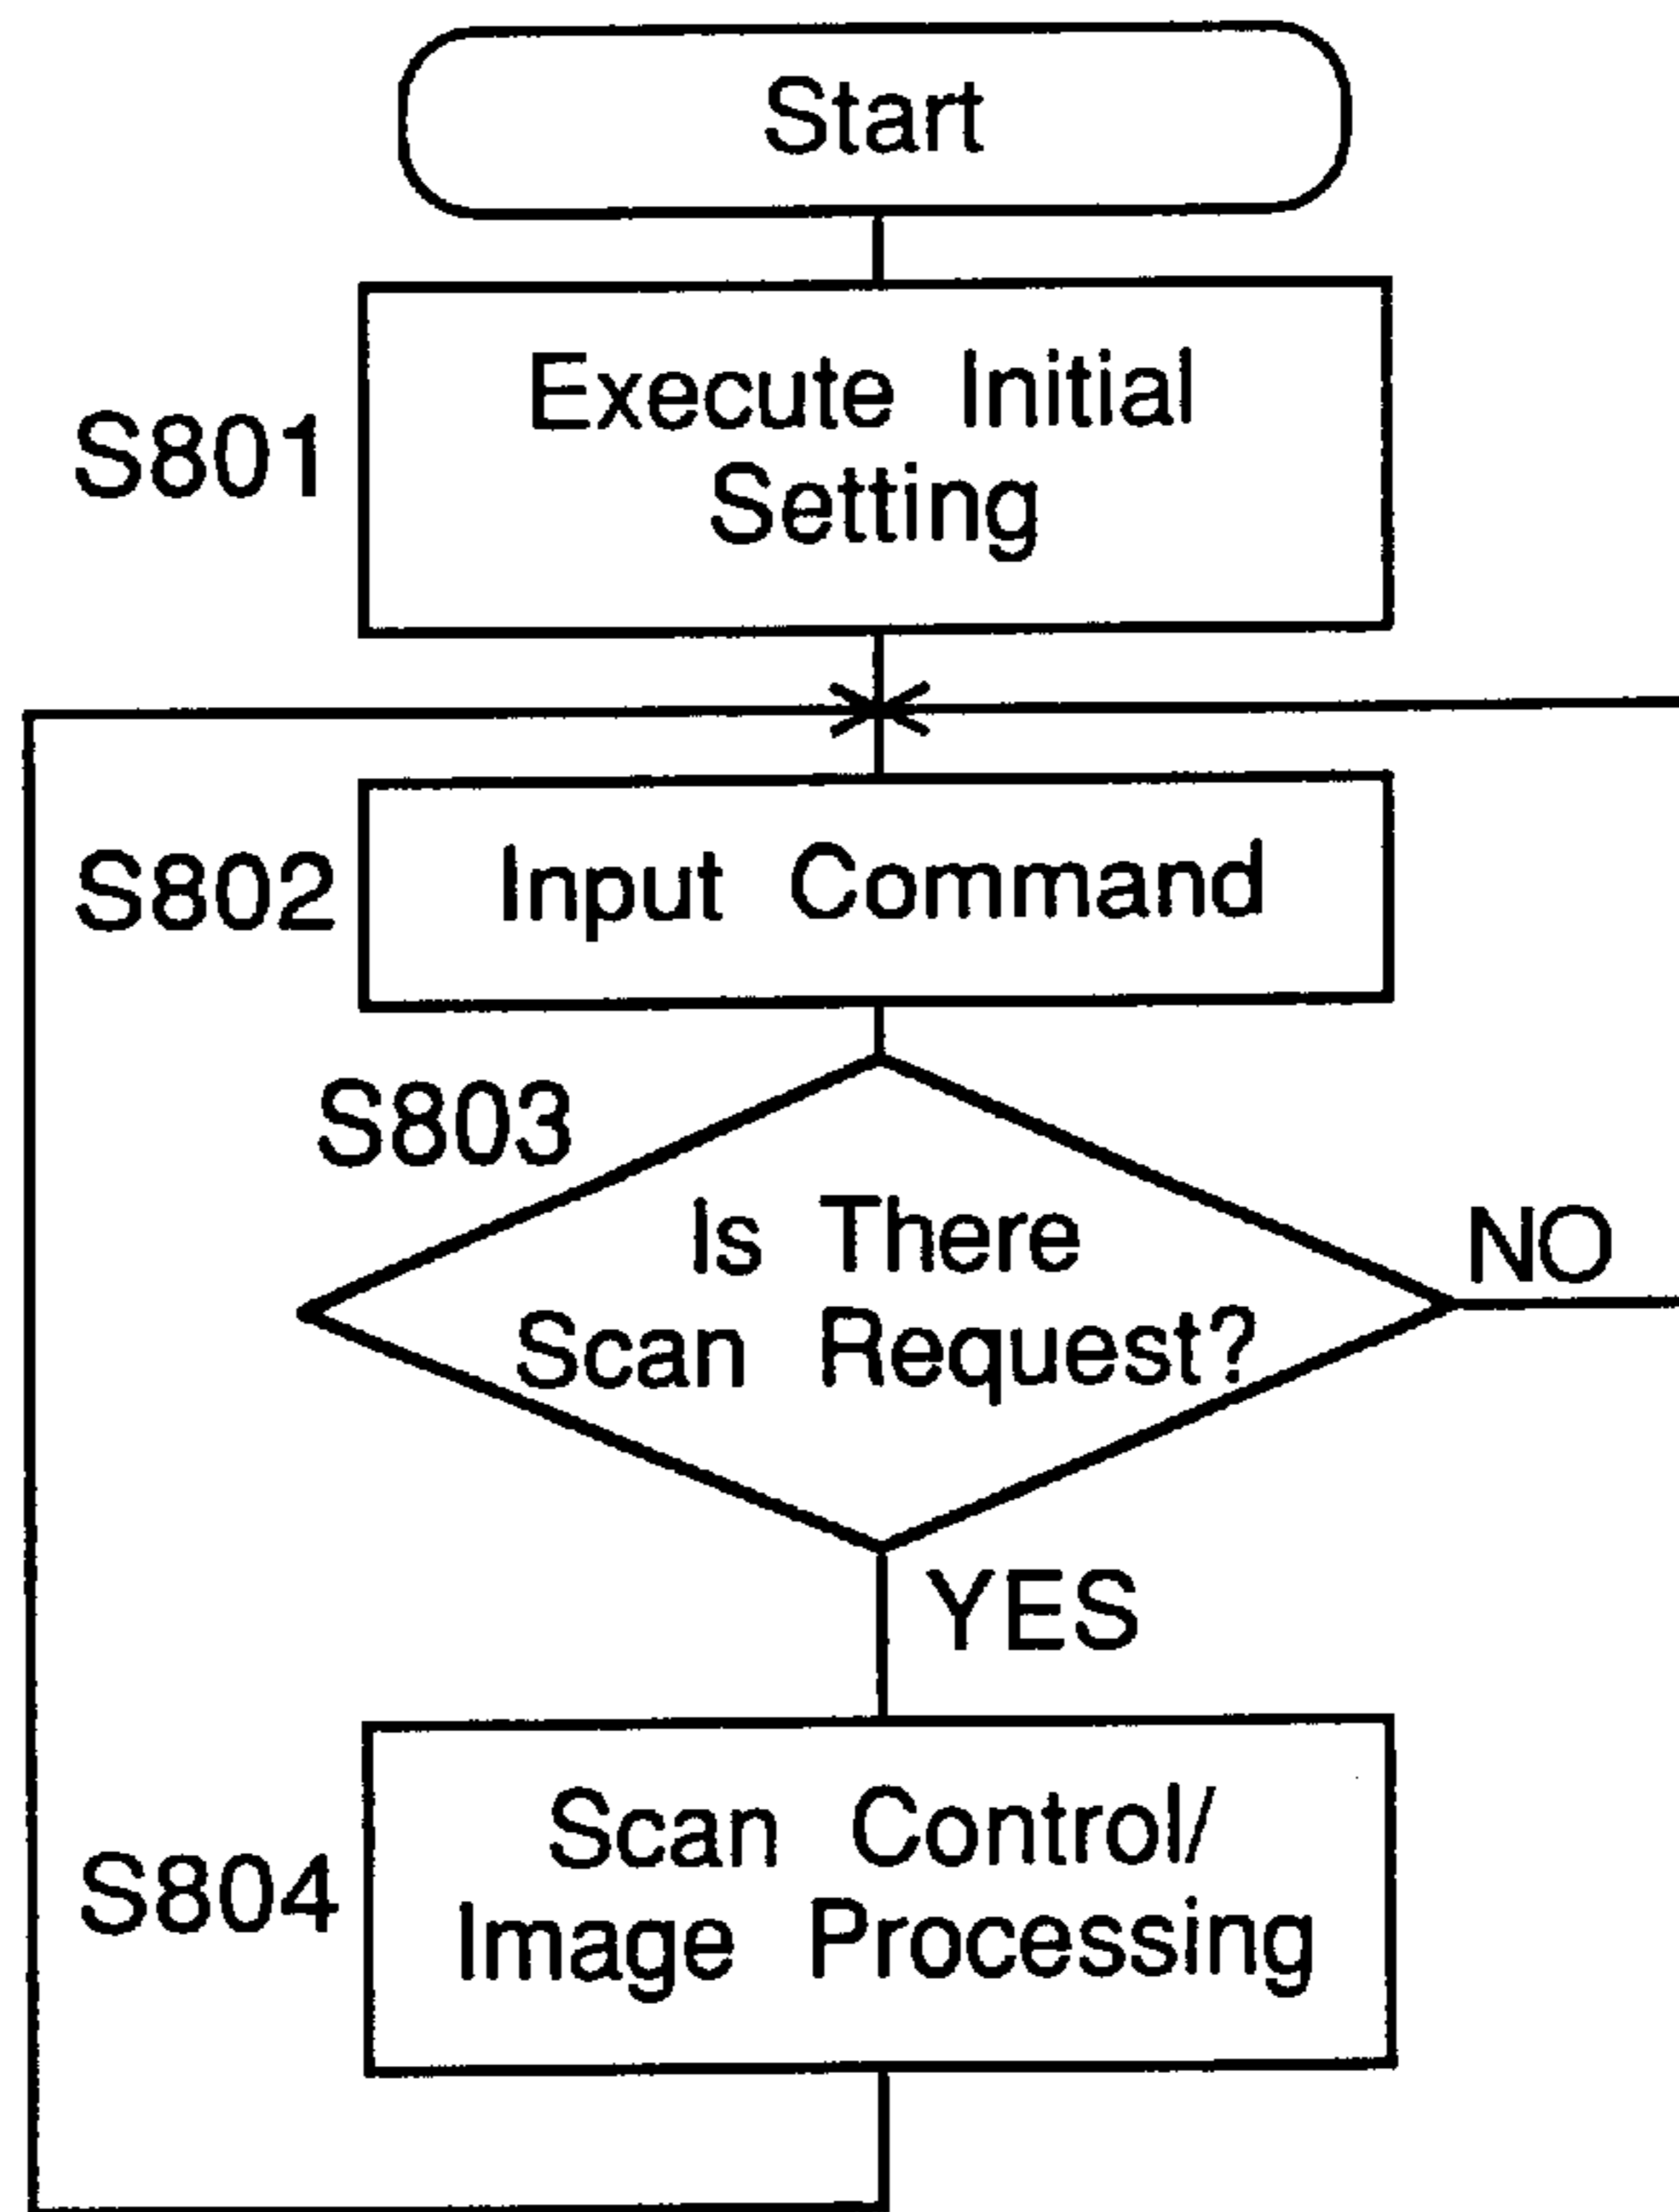 Start
S801
Execute Initial
Setting
S802
Input Command
S803
Is There
Scan Request?
NO
YES
S804
Scan Control/
Image Processing